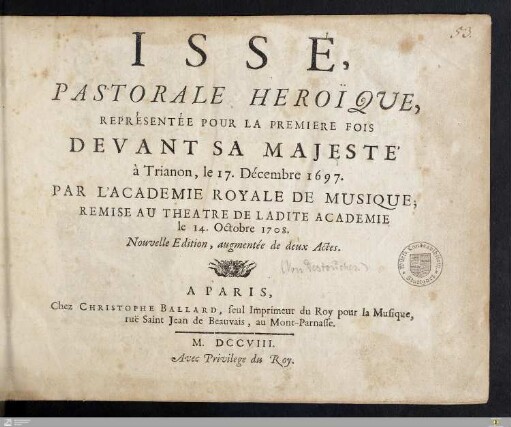 ISSÉ,
PASTORALE HEROÏQUE,
REPRESENTÉE POUR LA PREMIERE FOIS
DEVANT SA MAJESTÉ
à Trianon, le 17. Décembre 1697.
PAR L'ACADEMIE ROYALE DE MUSIQUE;
REMISE AU THEATRE DE LADITE ACADEMIE
le 14. Octobre 1708.
Nouvelle Edition, augmentée de deux Actes.
(Von Destouches.)
A PARIS,
Chez CHRISTOPHE BALLARD, seul Imprimeur du Roy pour la Musique,
ruë Saint Jean de Beauvais, au Mont-Parnasse.
M. DCCVIII.
Avec Privilege du Roy.